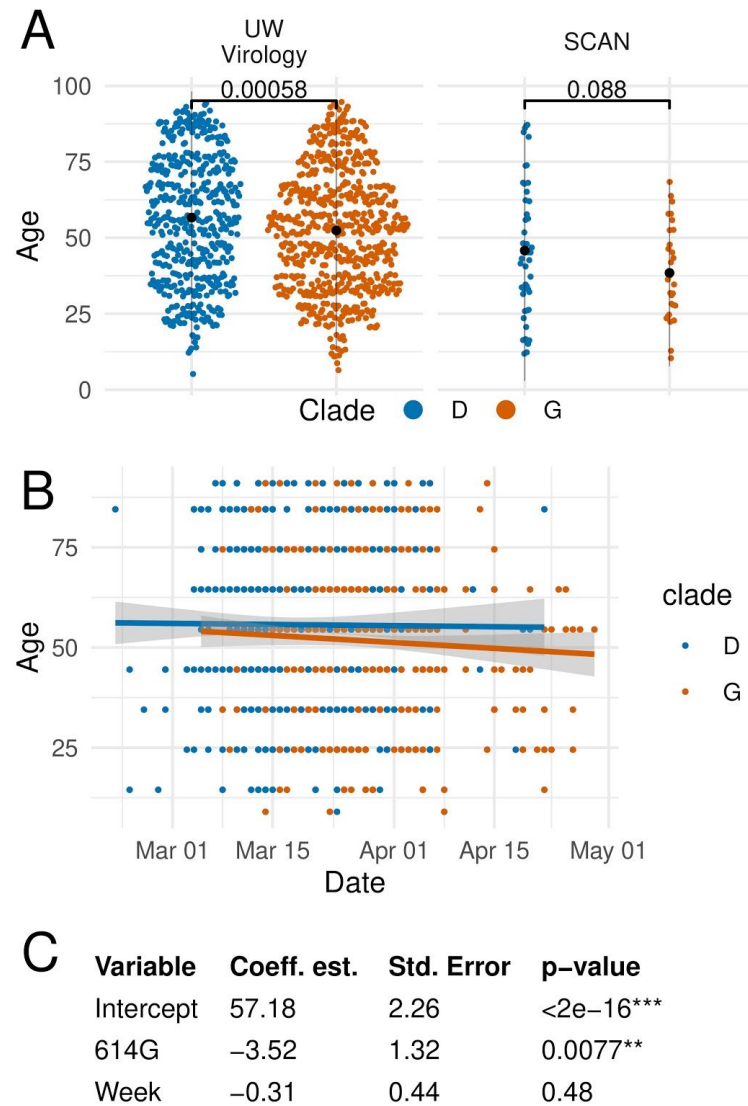 A
UW
Virology
SCAN
0.00058
0.088
100
75
50
25
0
Age
Clade D G
B
75
50
25
Age
clade
D
G
Mar 01 Mar 15 Apr 01 Apr 15 May 01
Date
C
Variable Coeff. est. Std. Error p−value
Intercept 57.18 2.26 <2e−16***
614G −3.52 1.32 0.0077**
Week −0.31 0.44 0.48